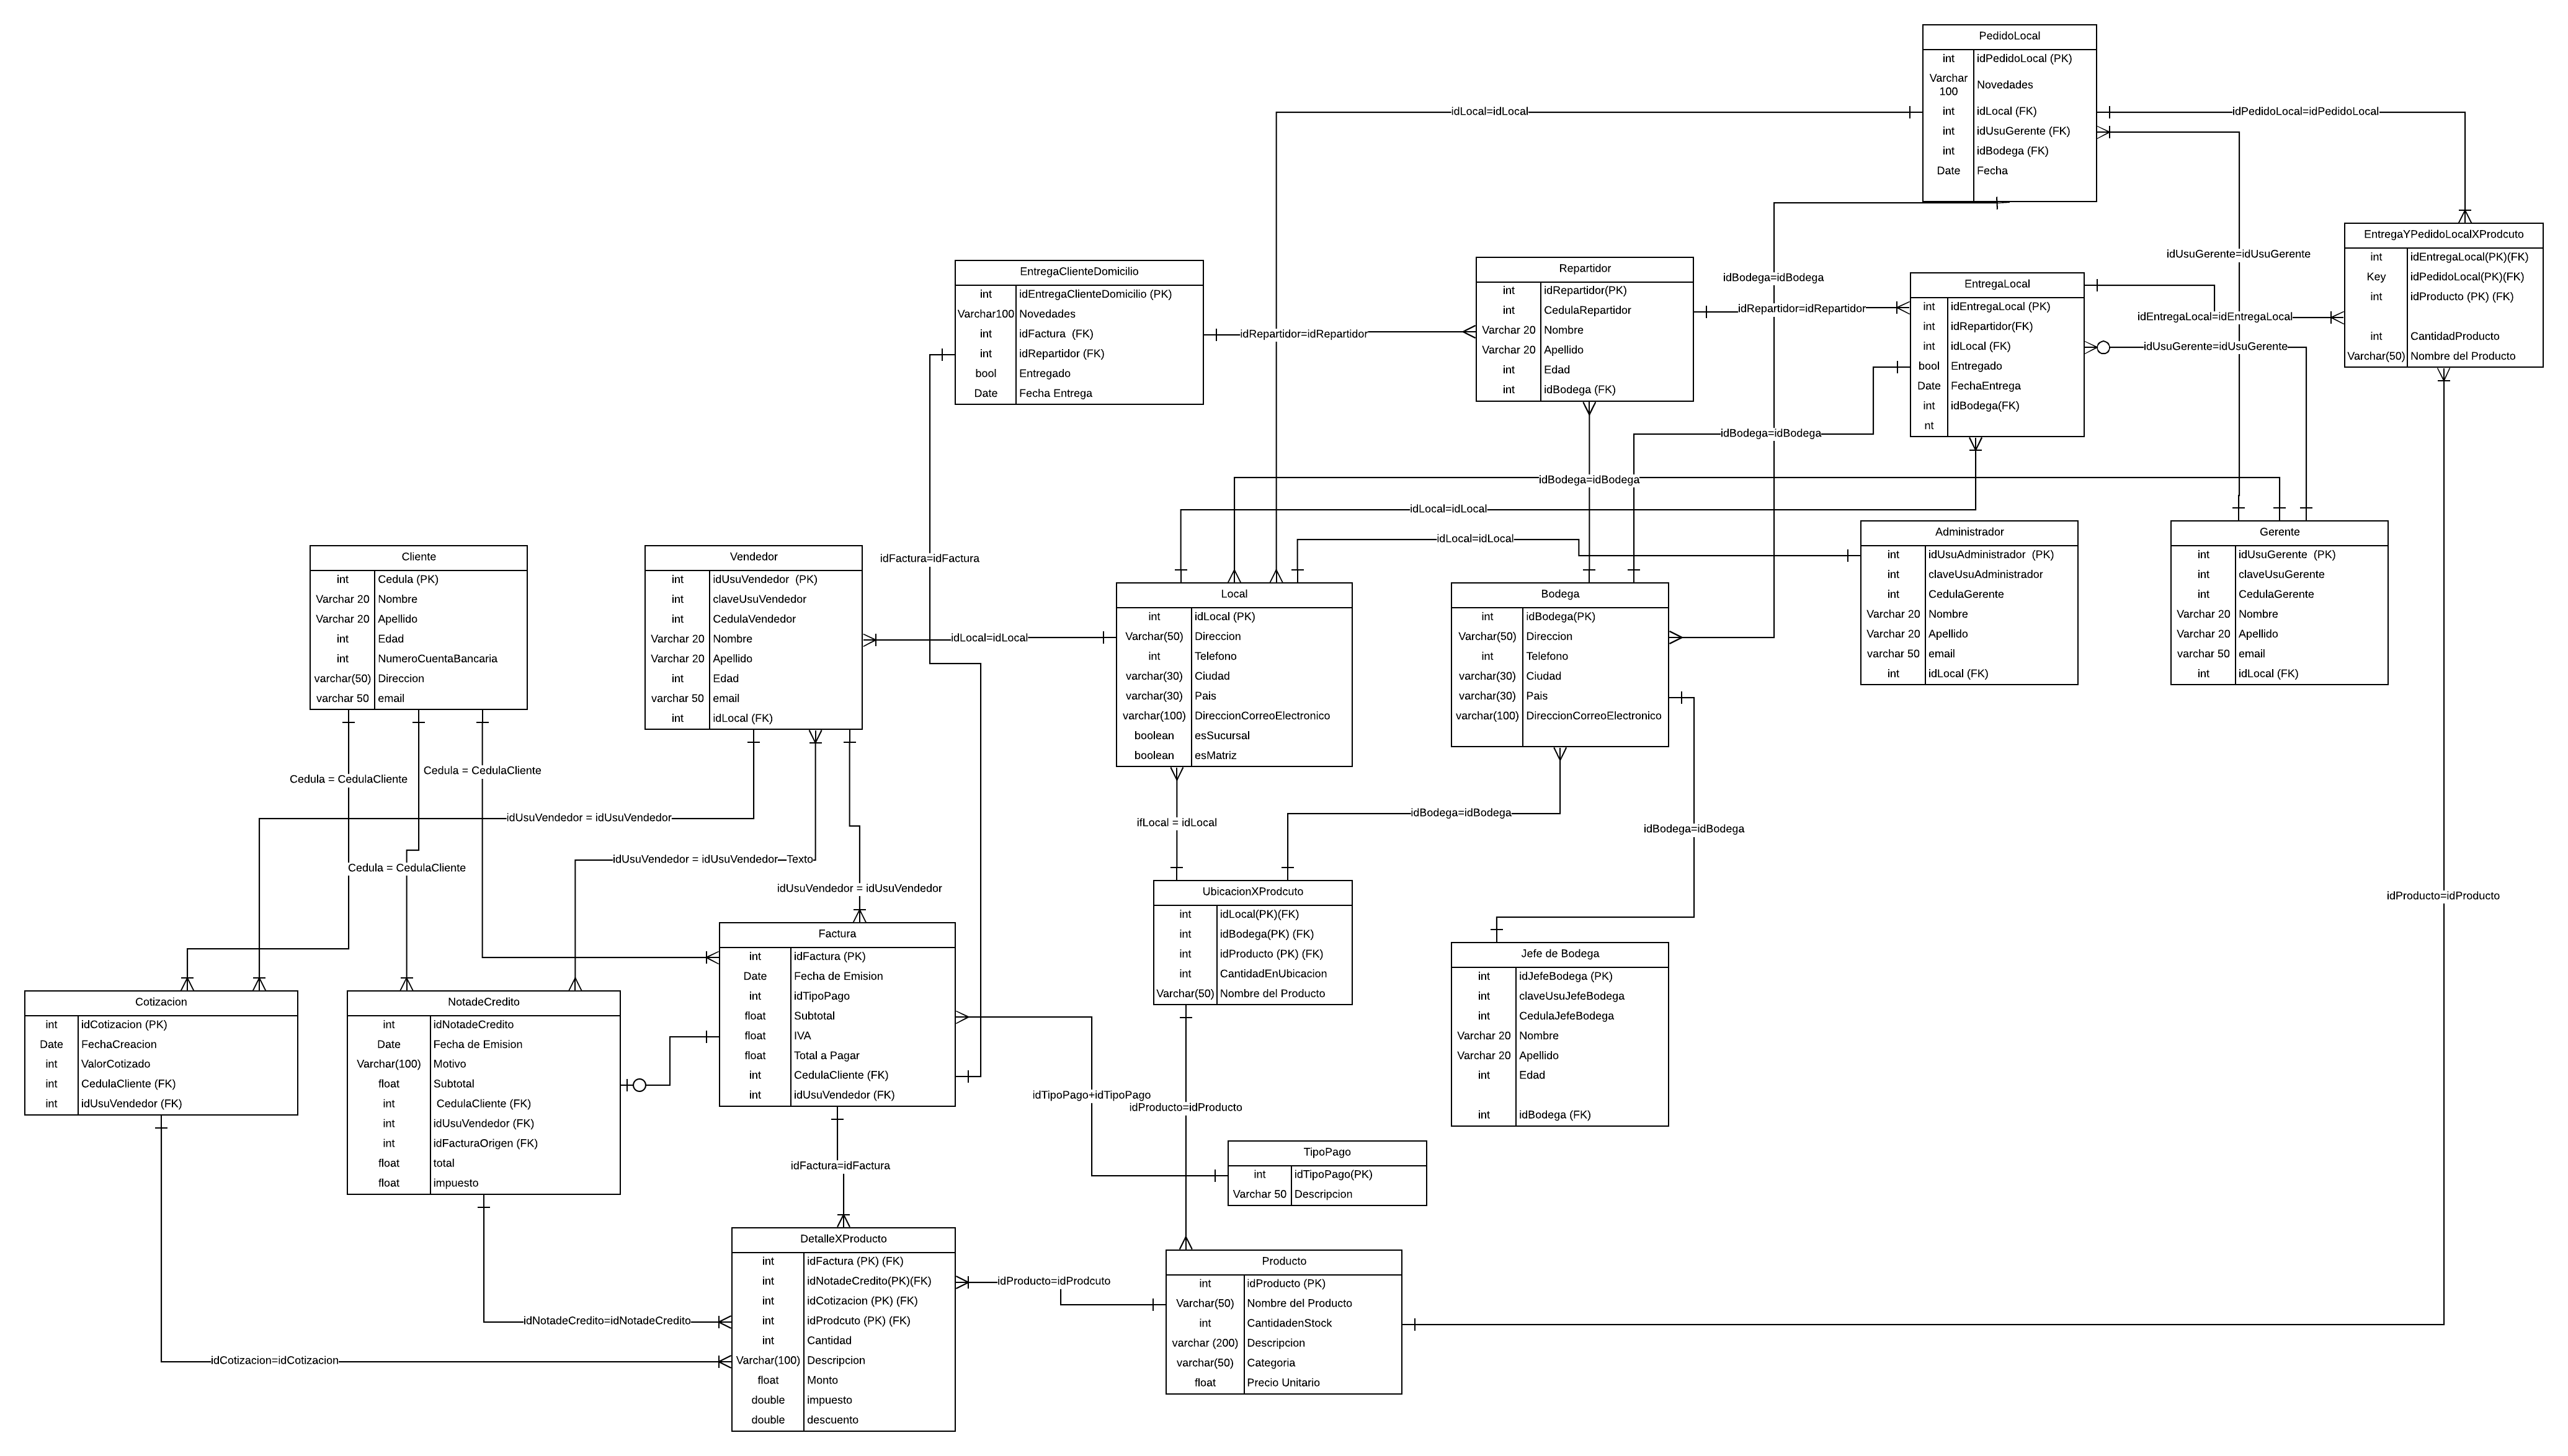 PedidoLocal
int idPedidoLocal (PK)
Varchar 100 Novedades
int idLocal (FK)
int idUsuGerente (FK)
int idBodega (FK)
Date Fecha
idLocal=idLocal
idPedidoLocal=idPedidoLocal
EntregaYPedidoLocalXProdcuto
int idEntregaLocal(PK)(FK)
Key idPedidoLocal(PK)(FK)
int idProducto (PK) (FK)
int CantidadProducto
Varchar(50) Nombre del Producto
idUsuGerente=idUsuGerente
EntregaClienteDomicilio
int idEntregaClienteDomicilio (PK)
Varchar100 Novedades
int idFactura (FK)
int idRepartidor (FK)
bool Entregado
Date Fecha Entrega
idRepartidor=idRepartidor
Repartidor
int idRepartidor(PK)
int CedulaRepartidor
Varchar 20 Nombre
Varchar 20 Apellido
int Edad
int idBodega (FK)
idBodega=idBodega
idRepartidor=idRepartidor
EntregaLocal
int idEntregaLocal (PK)
int idRepartidor(FK)
int idLocal (FK)
bool Entregado
Date FechaEntrega
int idBodega(FK)
nt
idEntregaLocal=idEntregaLocal
idUsuGerente=idUsuGerente
idBodega=idBodega
idBodega=idBodega
idLocal=idLocal
idLocal=idLocal
Cliente
int Cedula (PK)
Varchar 20 Nombre
Varchar 20 Apellido
int Edad
int NumeroCuentaBancaria
varchar(50) Direccion
varchar 50 email
Vendedor
int idUsuVendedor (PK)
int claveUsuVendedor
int CedulaVendedor
Varchar 20 Nombre
Varchar 20 Apellido
int Edad
varchar 50 email
int idLocal (FK)
idFactura=idFactura
idLocal=idLocal
Local
int idLocal (PK)
Varchar(50) Direccion
int Telefono
varchar(30) Ciudad
varchar(30) Pais
varchar(100) DireccionCorreoElectronico
boolean esSucursal
boolean esMatriz
Bodega
int idBodega(PK)
Varchar(50) Direccion
int Telefono
varchar(30) Ciudad
varchar(30) Pais
varchar(100) DireccionCorreoElectronico
Administrador
int idUsuAdministrador (PK)
int claveUsuAdministrador
int CedulaGerente
Varchar 20 Nombre
Varchar 20 Apellido
varchar 50 email
int idLocal (FK)
Gerente
int idUsuGerente (PK)
int claveUsuGerente
int CedulaGerente
Varchar 20 Nombre
Varchar 20 Apellido
varchar 50 email
int idLocal (FK)
Cedula = CedulaCliente
Cedula = CedulaCliente
idUsuVendedor = idUsuVendedor
Cedula = CedulaCliente
idUsuVendedor = idUsuVendedor
Texto
idUsuVendedor = idUsuVendedor
ifLocal = idLocal
idBodega=idBodega
idBodega=idBodega
idProducto=idProducto
Cotizacion
int idCotizacion (PK)
Date FechaCreacion
int ValorCotizado
int CedulaCliente (FK)
int idUsuVendedor (FK)
NotadeCredito
int idNotadeCredito
Date Fecha de Emision
Varchar(100) Motivo
float Subtotal
int CedulaCliente (FK)
int idUsuVendedor (FK)
int idFacturaOrigen (FK)
float total
float impuesto
Factura
int idFactura (PK)
Date Fecha de Emision
int idTipoPago
float Subtotal
float IVA
float Total a Pagar
int CedulaCliente (FK)
int idUsuVendedor (FK)
UbicacionXProdcuto
int idLocal(PK)(FK)
int idBodega(PK) (FK)
int idProducto (PK) (FK)
int CantidadEnUbicacion
Varchar(50) Nombre del Producto
Jefe de Bodega
int idJefeBodega (PK)
int claveUsuJefeBodega
int CedulaJefeBodega
Varchar 20 Nombre
Varchar 20 Apellido
int Edad
int idBodega (FK)
idTipoPago+idTipoPago
idProducto=idProducto
TipoPago
int idTipoPago(PK)
Varchar 50 Descripcion
idFactura=idFactura
DetalleXProducto
int idFactura (PK) (FK)
int idNotadeCredito(PK)(FK)
int idCotizacion (PK) (FK)
int idProdcuto (PK) (FK)
int Cantidad
Varchar(100) Descripcion
float Monto
double impuesto
double descuento
idProducto=idProdcuto
Producto
int idProducto (PK)
Varchar(50) Nombre del Producto
int CantidadenStock
varchar (200) Descripcion
varchar(50) Categoria
float Precio Unitario
idNotadeCredito=idNotadeCredito
idCotizacion=idCotizacion